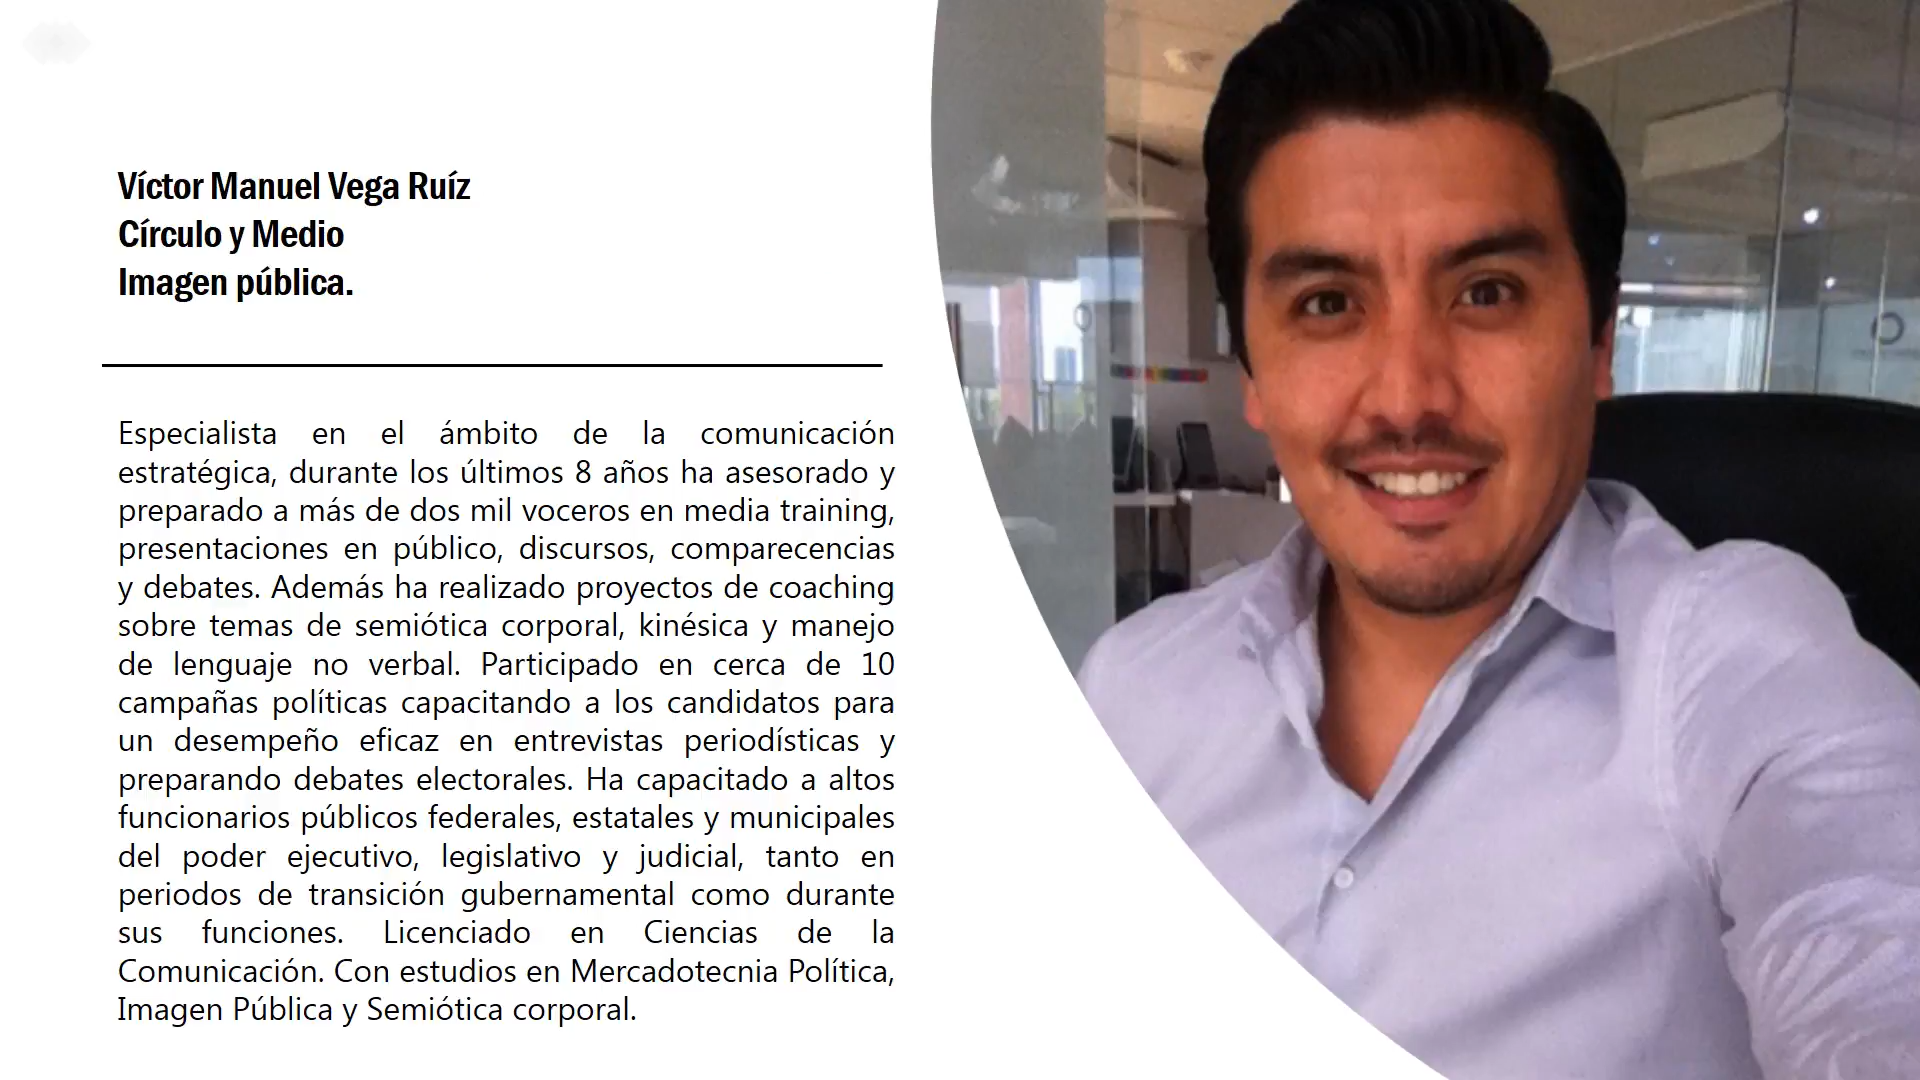 Víctor Manuel Vega Ruíz
Círculo y Medio
Imagen pública.
Especialista en el ámbito de la comunicación
estratégica, durante los últimos 8 años ha asesorado y
preparado a más de dos mil voceros en media training,
presentaciones en público, discursos, comparecencias
y debates. Además ha realizado proyectos de coaching
sobre temas de semiótica corporal, kinésica y manejo
de lenguaje no verbal. Participado en cerca de 10
campañas políticas capacitando a los candidatos para
un desempeño eficaz en entrevistas periodísticas y
preparando debates electorales. Ha capacitado a altos
funcionarios públicos federales, estatales y municipales
del poder ejecutivo, legislativo y judicial, tanto en
periodos de transición gubernamental como durante
sus funciones. Licenciado en Ciencias de la
Comunicación. Con estudios en Mercadotecnia Política,
Imagen Pública y Semiótica corporal.